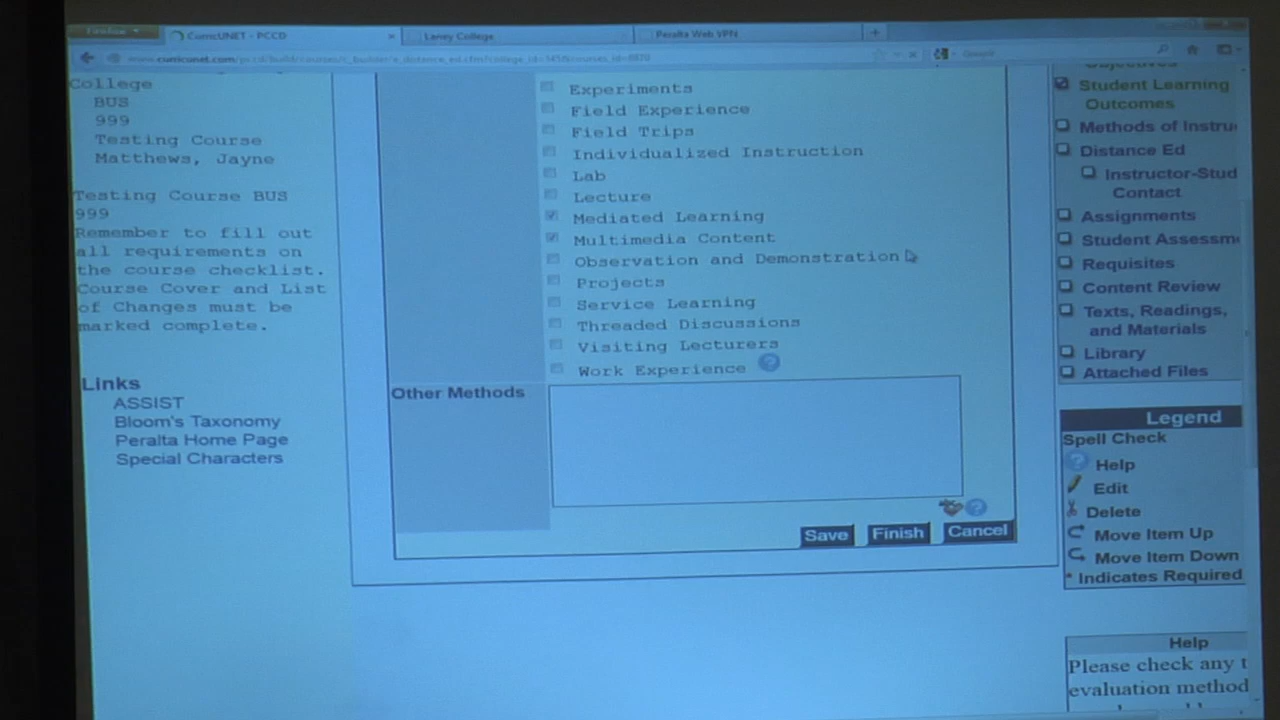 Firefox
CurricUNET - PCCD
Laney College
Peralta Web VPN
Google
College
BUS
999
Testing Course
Matthews, Jayne
Testing Course BUS
999
Remember to fill out
all requirements on
the course checklist.
Course Cover and List
of Changes must be
marked complete.
Links
ASSIST
Bloom's Taxonomy
Peralta Home Page
Special Characters
Experiments
Field Experience
Field Trips
Individualized Instruction
Lab
Lecture
Mediated Learning
Multimedia Content
Observation and Demonstration
Projects
Service Learning
Threaded Discussions
Visiting Lecturers
Work Experience
Other Methods
Save Finish Cancel
Objectives
Student Learning
Outcomes
Methods of Instru
Distance Ed
Instructor-Stud
Contact
Assignments
Student Assessm
Requisites
Content Review
Texts, Readings,
and Materials
Library
Attached Files
Legend
Spell Check
Help
Edit
Delete
Move Item Up
Move Item Down
* Indicates Required
Help
Please check any t
evaluation method